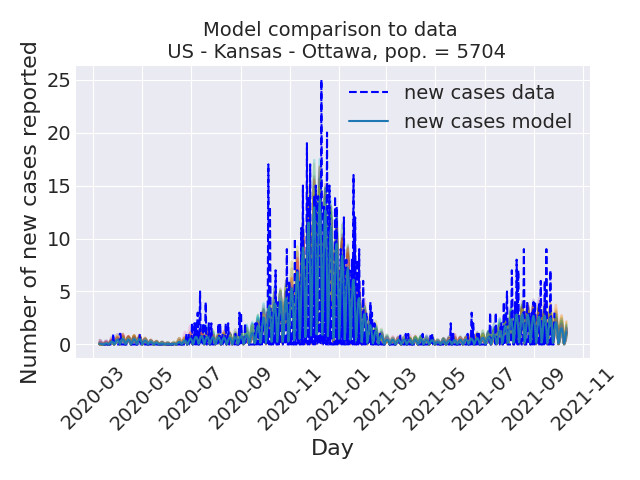 Model comparison to data
US - Kansas - Ottawa, pop. = 5704
Number of new cases reported
25
20
15
10
5
0
new cases data
new cases model
2020-03
2020-05
2020-07
2020-09
2020-11
2021-01
2021-03
2021-05
2021-07
2021-09
2021-11
Day